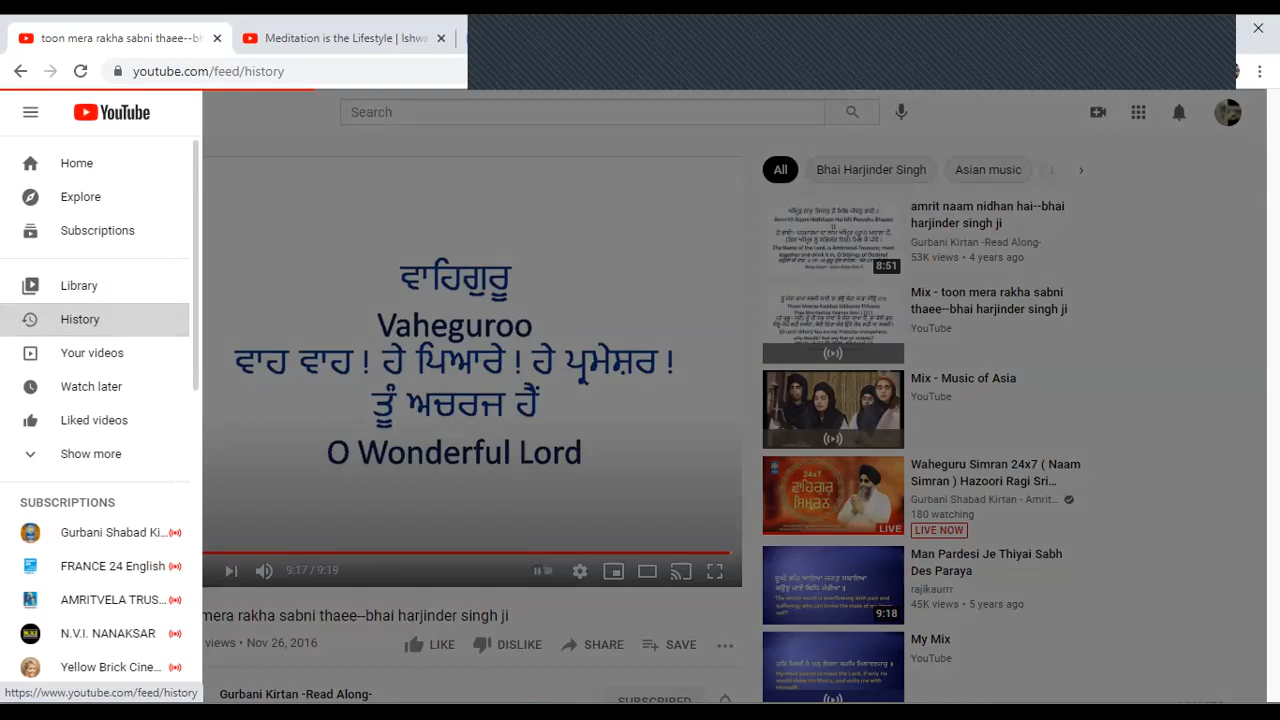 toon mera rakha sabni thaee--bh
Meditation is the Lifestyle | Ishwa
youtube.com/feed/history
YouTube
Search
Home
Explore
Subscriptions
Library
History
Your videos
Watch later
Liked videos
Show more
SUBSCRIPTIONS
Gurbani Shabad Ki...
FRANCE 24 English
AMRITVELA TRUS...
N.Y.I. NANAKSAR
Yellow Brick Cine...
https://www.youtube.com/feed/history
ਵਾਹਿਗੁਰੂ
Vaheguroo
ਵਾਹ ਵਾਹ ! ਹੇ ਪਿਆਰੇ ! ਹੇ ਪ੍ਰਮੇਸ਼ਰ !
ਤੂੰ ਅਚਰਜ ਹੈਂ
O Wonderful Lord
9:17 / 9:19
mera rakha sabni thaee--bhai harjinder singh ji
views • Nov 26, 2016
LIKE
DISLIKE
SHARE
SAVE
Gurbani Kirtan -Read Along-
SUBSCRIBED
All
Bhai Harjinder Singh
Asian music
8:51
amrit naam nidhan hai--bhai
harjinder singh ji
Gurbani Kirtan -Read Along-
53K views • 4 years ago
Mix - toon mera rakha sabni
thaee--bhai harjinder singh ji
YouTube
Mix - Music of Asia
YouTube
24x7
ਵਾਹਿਗੁਰੂ
ਸਿਮਰਨ
LIVE
Waheguru Simran 24x7 ( Naam
Simran ) Hazoori Ragi Sri...
Gurbani Shabad Kirtan - Amrit...
180 watching
LIVE NOW
9:18
Man Pardesi Je Thiyai Sabh
Des Paraya
rajikaurrr
45K views • 5 years ago
My Mix
YouTube